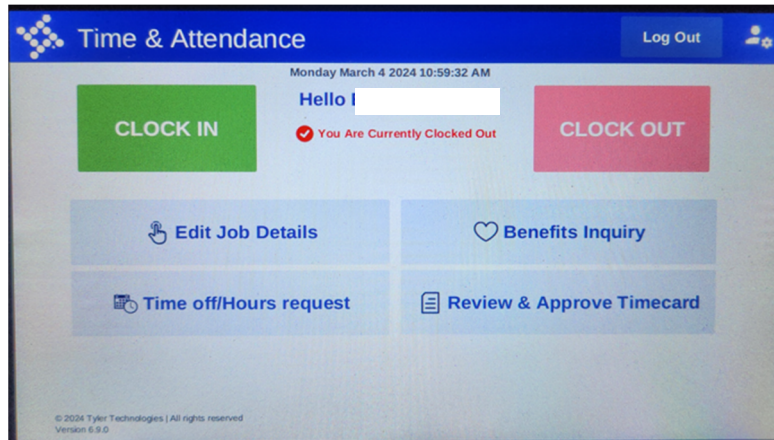 Time & Attendance
Log Out
Monday March 4 2024 10:59:32 AM
Hello
CLOCK IN
You Are Currently Clocked Out
CLOCK OUT
Edit Job Details
Benefits Inquiry
Time off/Hours request
Review & Approve Timecard
© 2024 Tyler Technologies | All rights reserved
Version 6.9.0